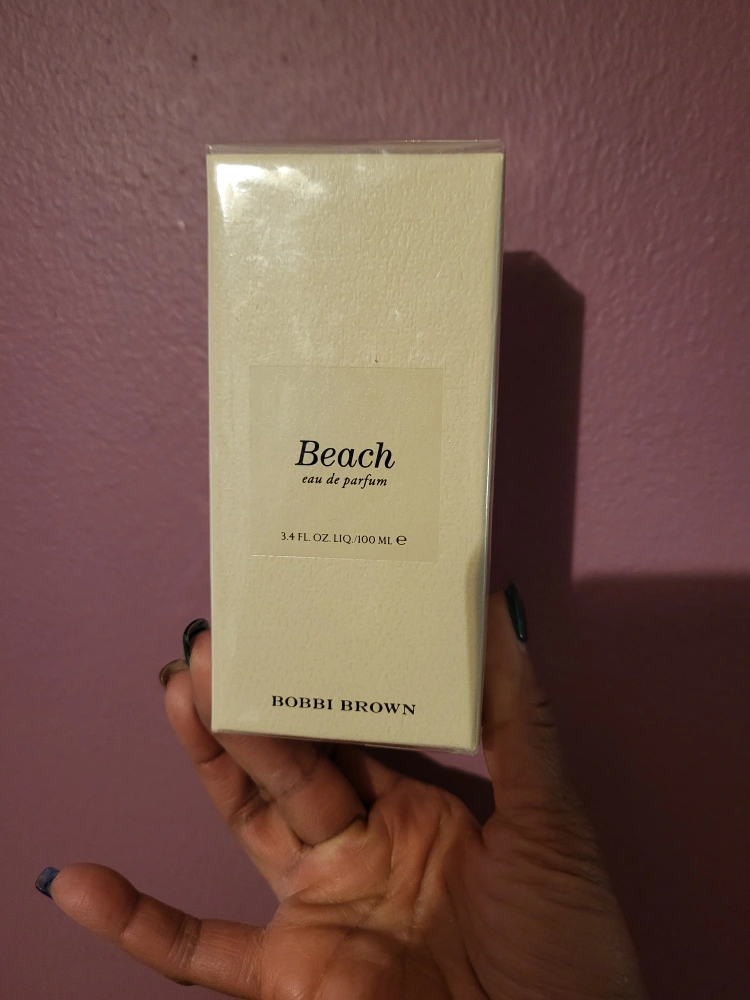 Beach
eau de parfum
3.4 FL. OZ. LIQ./100 ML ℮
BOBBI BROWN